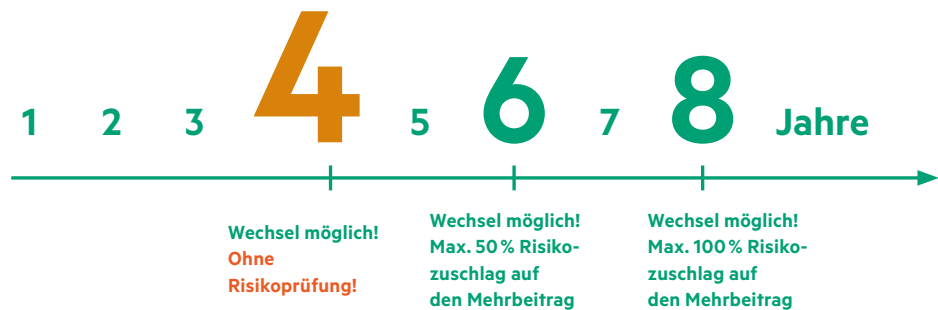 1 2 3 4 5 6 7 8 Jahre
Wechsel möglich!
Ohne
Risikoprüfung!
Wechsel möglich!
Max. 50 % Risiko-
zuschlag auf
den Mehrbeitrag
Wechsel möglich!
Max. 100 % Risiko-
zuschlag auf
den Mehrbeitrag